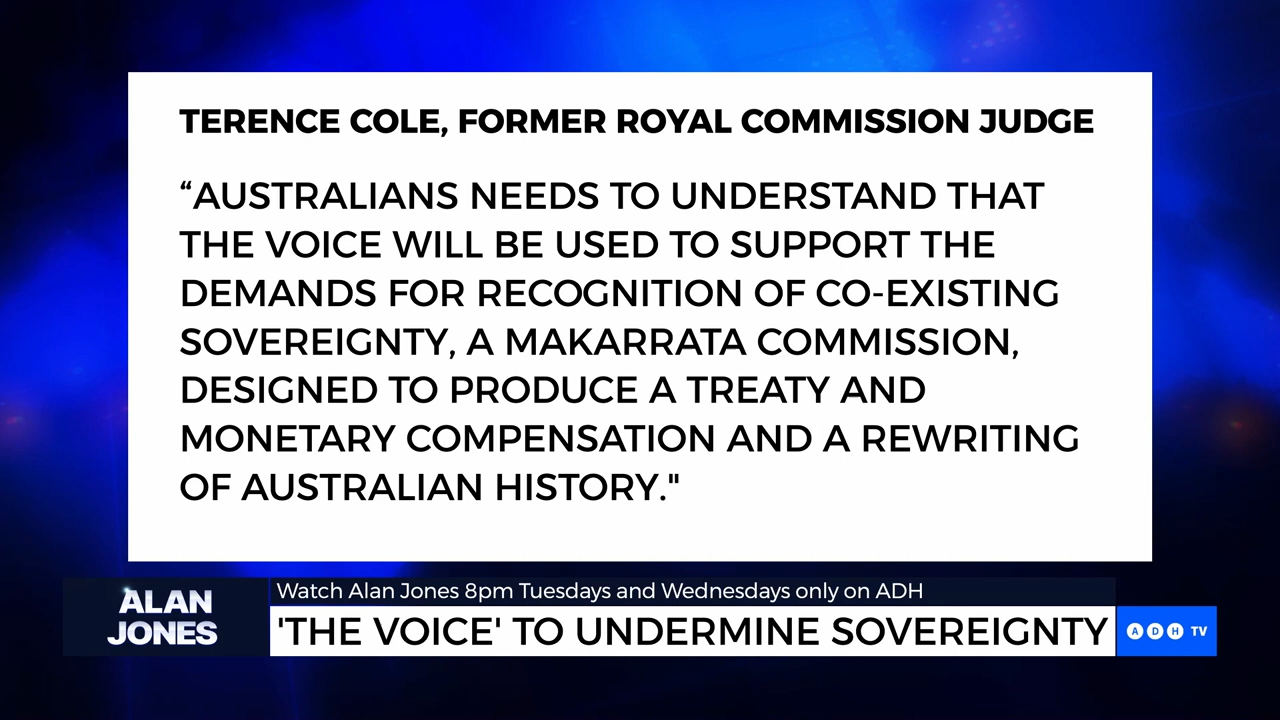 TERENCE COLE, FORMER ROYAL COMMISSION JUDGE
“AUSTRALIANS NEEDS TO UNDERSTAND THAT
THE VOICE WILL BE USED TO SUPPORT THE
DEMANDS FOR RECOGNITION OF CO-EXISTING
SOVEREIGNTY, A MAKARRATA COMMISSION,
DESIGNED TO PRODUCE A TREATY AND
MONETARY COMPENSATION AND A REWRITING
OF AUSTRALIAN HISTORY."
ALAN
JONES
Watch Alan Jones 8pm Tuesdays and Wednesdays only on ADH
'THE VOICE' TO UNDERMINE SOVEREIGNTY
ADH TV